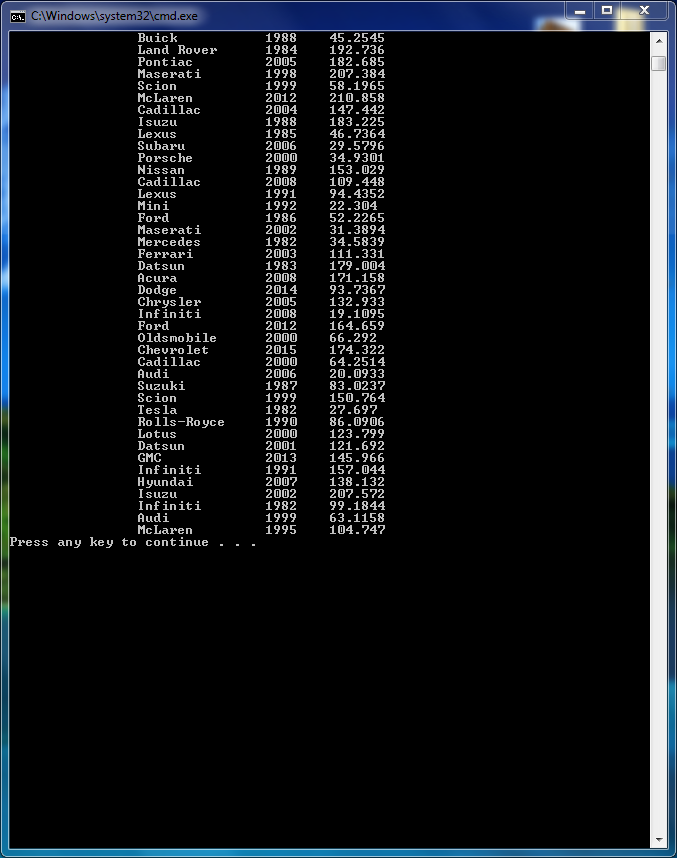 C:\Windows\system32\cmd.exe
Buick 1988 45.2545
Land Rover 1984 192.736
Pontiac 2005 182.685
Maserati 1998 207.384
Scion 1999 58.1965
McLaren 2012 210.858
Cadillac 2004 147.442
Isuzu 1988 183.225
Lexus 1985 46.7364
Subaru 2006 29.5796
Porsche 2000 34.9301
Nissan 1989 153.029
Cadillac 2008 109.448
Lexus 1991 94.4352
Mini 1992 22.304
Ford 1986 52.2265
Maserati 2002 31.3894
Mercedes 1982 34.5839
Ferrari 2003 111.331
Datsun 1983 179.004
Acura 2008 171.158
Dodge 2014 93.7367
Chrysler 2005 132.933
Infiniti 2008 19.1095
Ford 2012 164.659
Oldsmobile 2000 66.292
Chevrolet 2015 174.322
Cadillac 2000 64.2514
Audi 2006 20.0933
Suzuki 1987 83.0237
Scion 1999 150.764
Tesla 1982 27.697
Rolls-Royce 1990 86.0906
Lotus 2000 123.799
Datsun 2001 121.692
GMC 2013 145.966
Infiniti 1991 157.044
Hyundai 2007 138.132
Isuzu 2002 207.572
Infiniti 1982 99.1844
Audi 1999 63.1158
McLaren 1995 104.747
Press any key to continue . . .